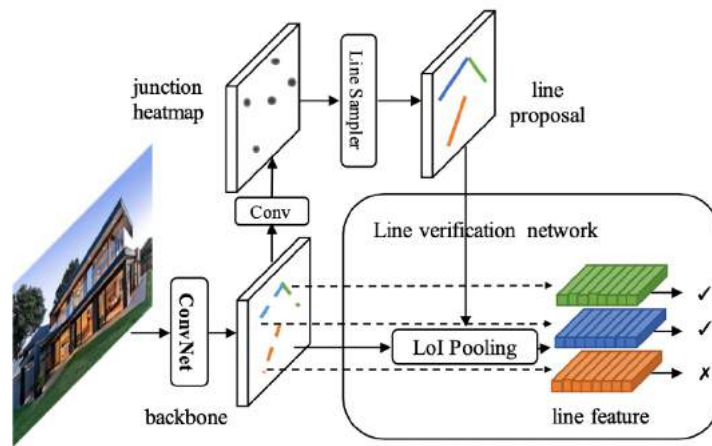 junction
heatmap
Line
Sampler
line
proposal
Conv
Line verification network
ConvNet
LoI Pooling
✓
✓
✗
backbone
line feature